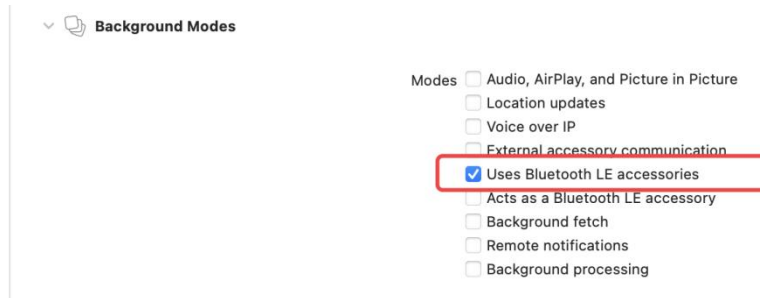 Background Modes
Modes Audio, AirPlay, and Picture in Picture
Location updates
Voice over IP
External accessory communication
Uses Bluetooth LE accessories
Acts as a Bluetooth LE accessory
Background fetch
Remote notifications
Background processing